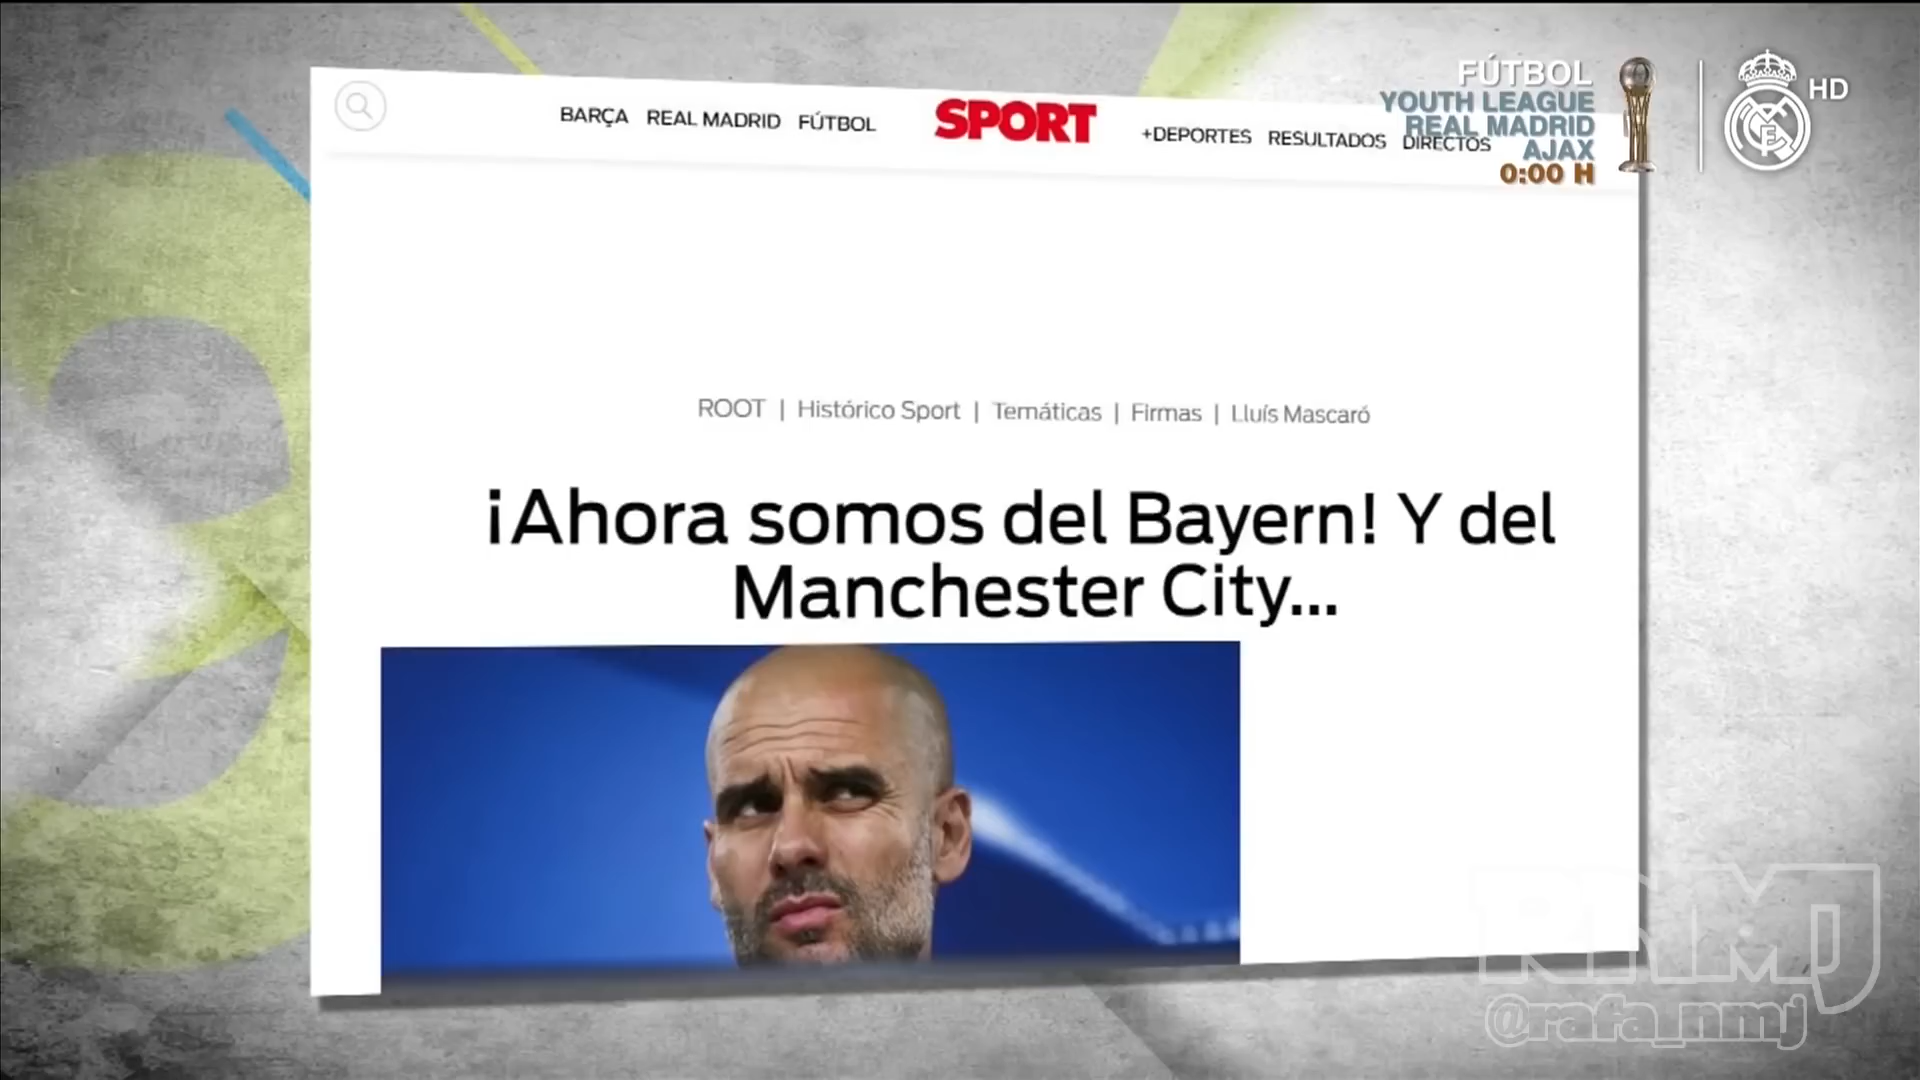 FÚTBOL
YOUTH LEAGUE
REAL MADRID
AJAX
0:00 H
HD
BARÇA REAL MADRID FÚTBOL SPORT +DEPORTES RESULTADOS DIRECTOS
ROOT | Histórico Sport | Temáticas | Firmas | Lluís Mascaró
¡Ahora somos del Bayern! Y del
Manchester City...
RNMJ
@rafa_nmj